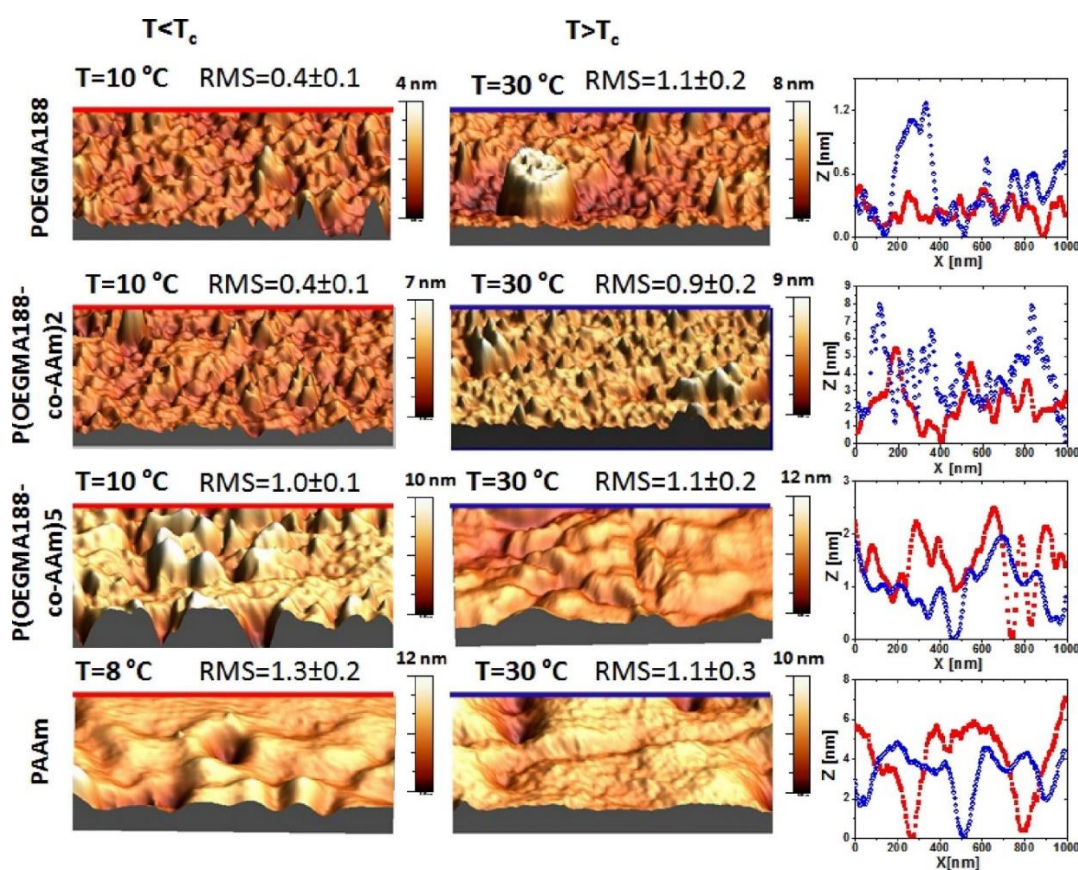 T<Tc
T>Tc
POEGMA188
T=10 °C RMS=0.4±0.1
4 nm
T=30 °C RMS=1.1±0.2
8 nm
Z [nm]
1.2
0.6
0.0
0 200 400 600 800 1000
X [nm]
P(OEGMA188-
co-AAm)2
T=10 °C RMS=0.4±0.1
7 nm
T=30 °C RMS=0.9±0.2
9 nm
Z [nm]
9
8
7
6
5
4
3
2
1
0
0 200 400 600 800 1000
X [nm]
P(OEGMA188-
co-AAm)5
T=10 °C RMS=1.0±0.1
10 nm
T=30 °C RMS=1.1±0.2
12 nm
Z [nm]
3
2
1
0
0 200 400 600 800 1000
X [nm]
PAAm
T=8 °C RMS=1.3±0.2
12 nm
T=30 °C RMS=1.1±0.3
10 nm
Z [nm]
8
6
4
2
0
0 200 400 600 800 1000
X[nm]